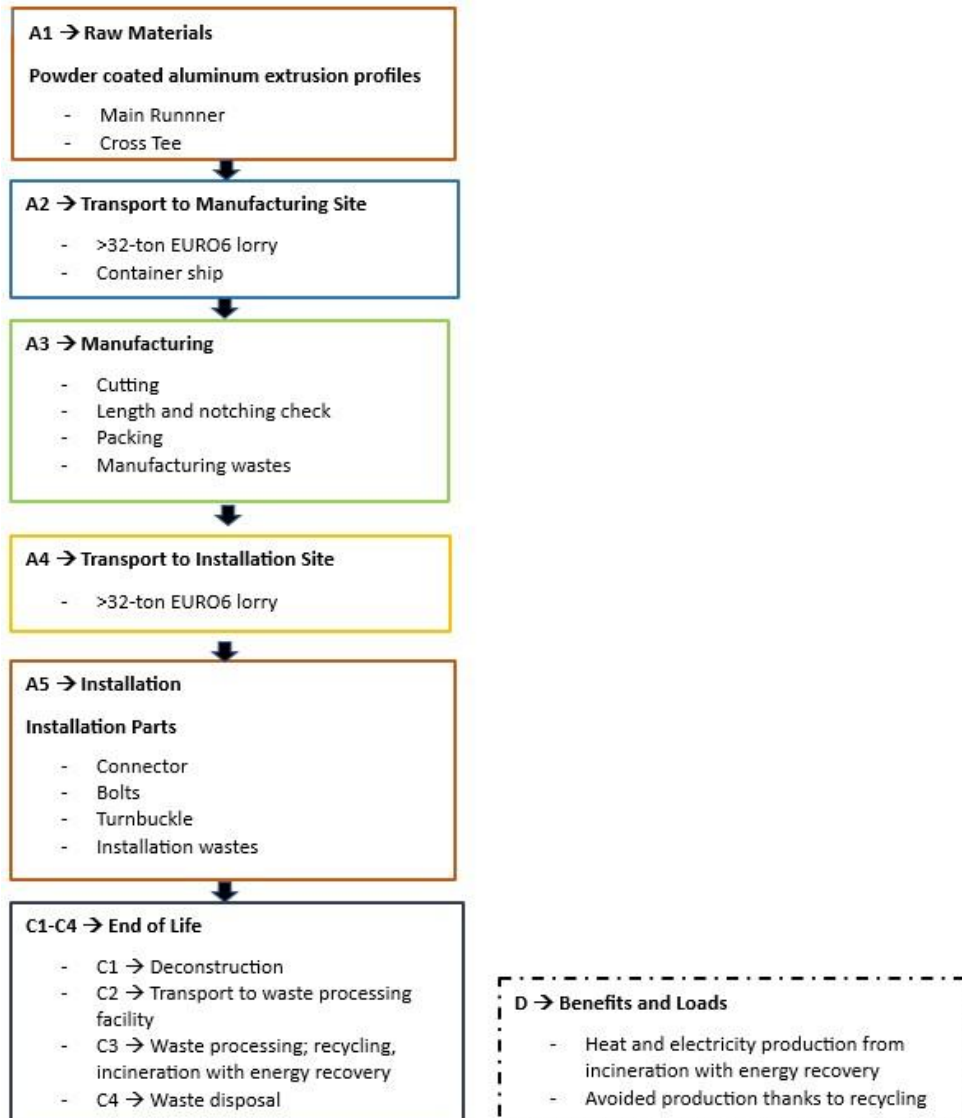 A1 → Raw Materials
Powder coated aluminum extrusion profiles
- Main Runnner
- Cross Tee
A2 → Transport to Manufacturing Site
- >32-ton EURO6 lorry
- Container ship
A3 → Manufacturing
- Cutting
- Length and notching check
- Packing
- Manufacturing wastes
A4 → Transport to Installation Site
- >32-ton EURO6 lorry
A5 → Installation
Installation Parts
- Connector
- Bolts
- Turnbuckle
- Installation wastes
C1-C4 → End of Life
- C1 → Deconstruction
- C2 → Transport to waste processing
facility
- C3 → Waste processing; recycling,
incineration with energy recovery
- C4 → Waste disposal
D → Benefits and Loads
- Heat and electricity production from
incineration with energy recovery
- Avoided production thanks to recycling